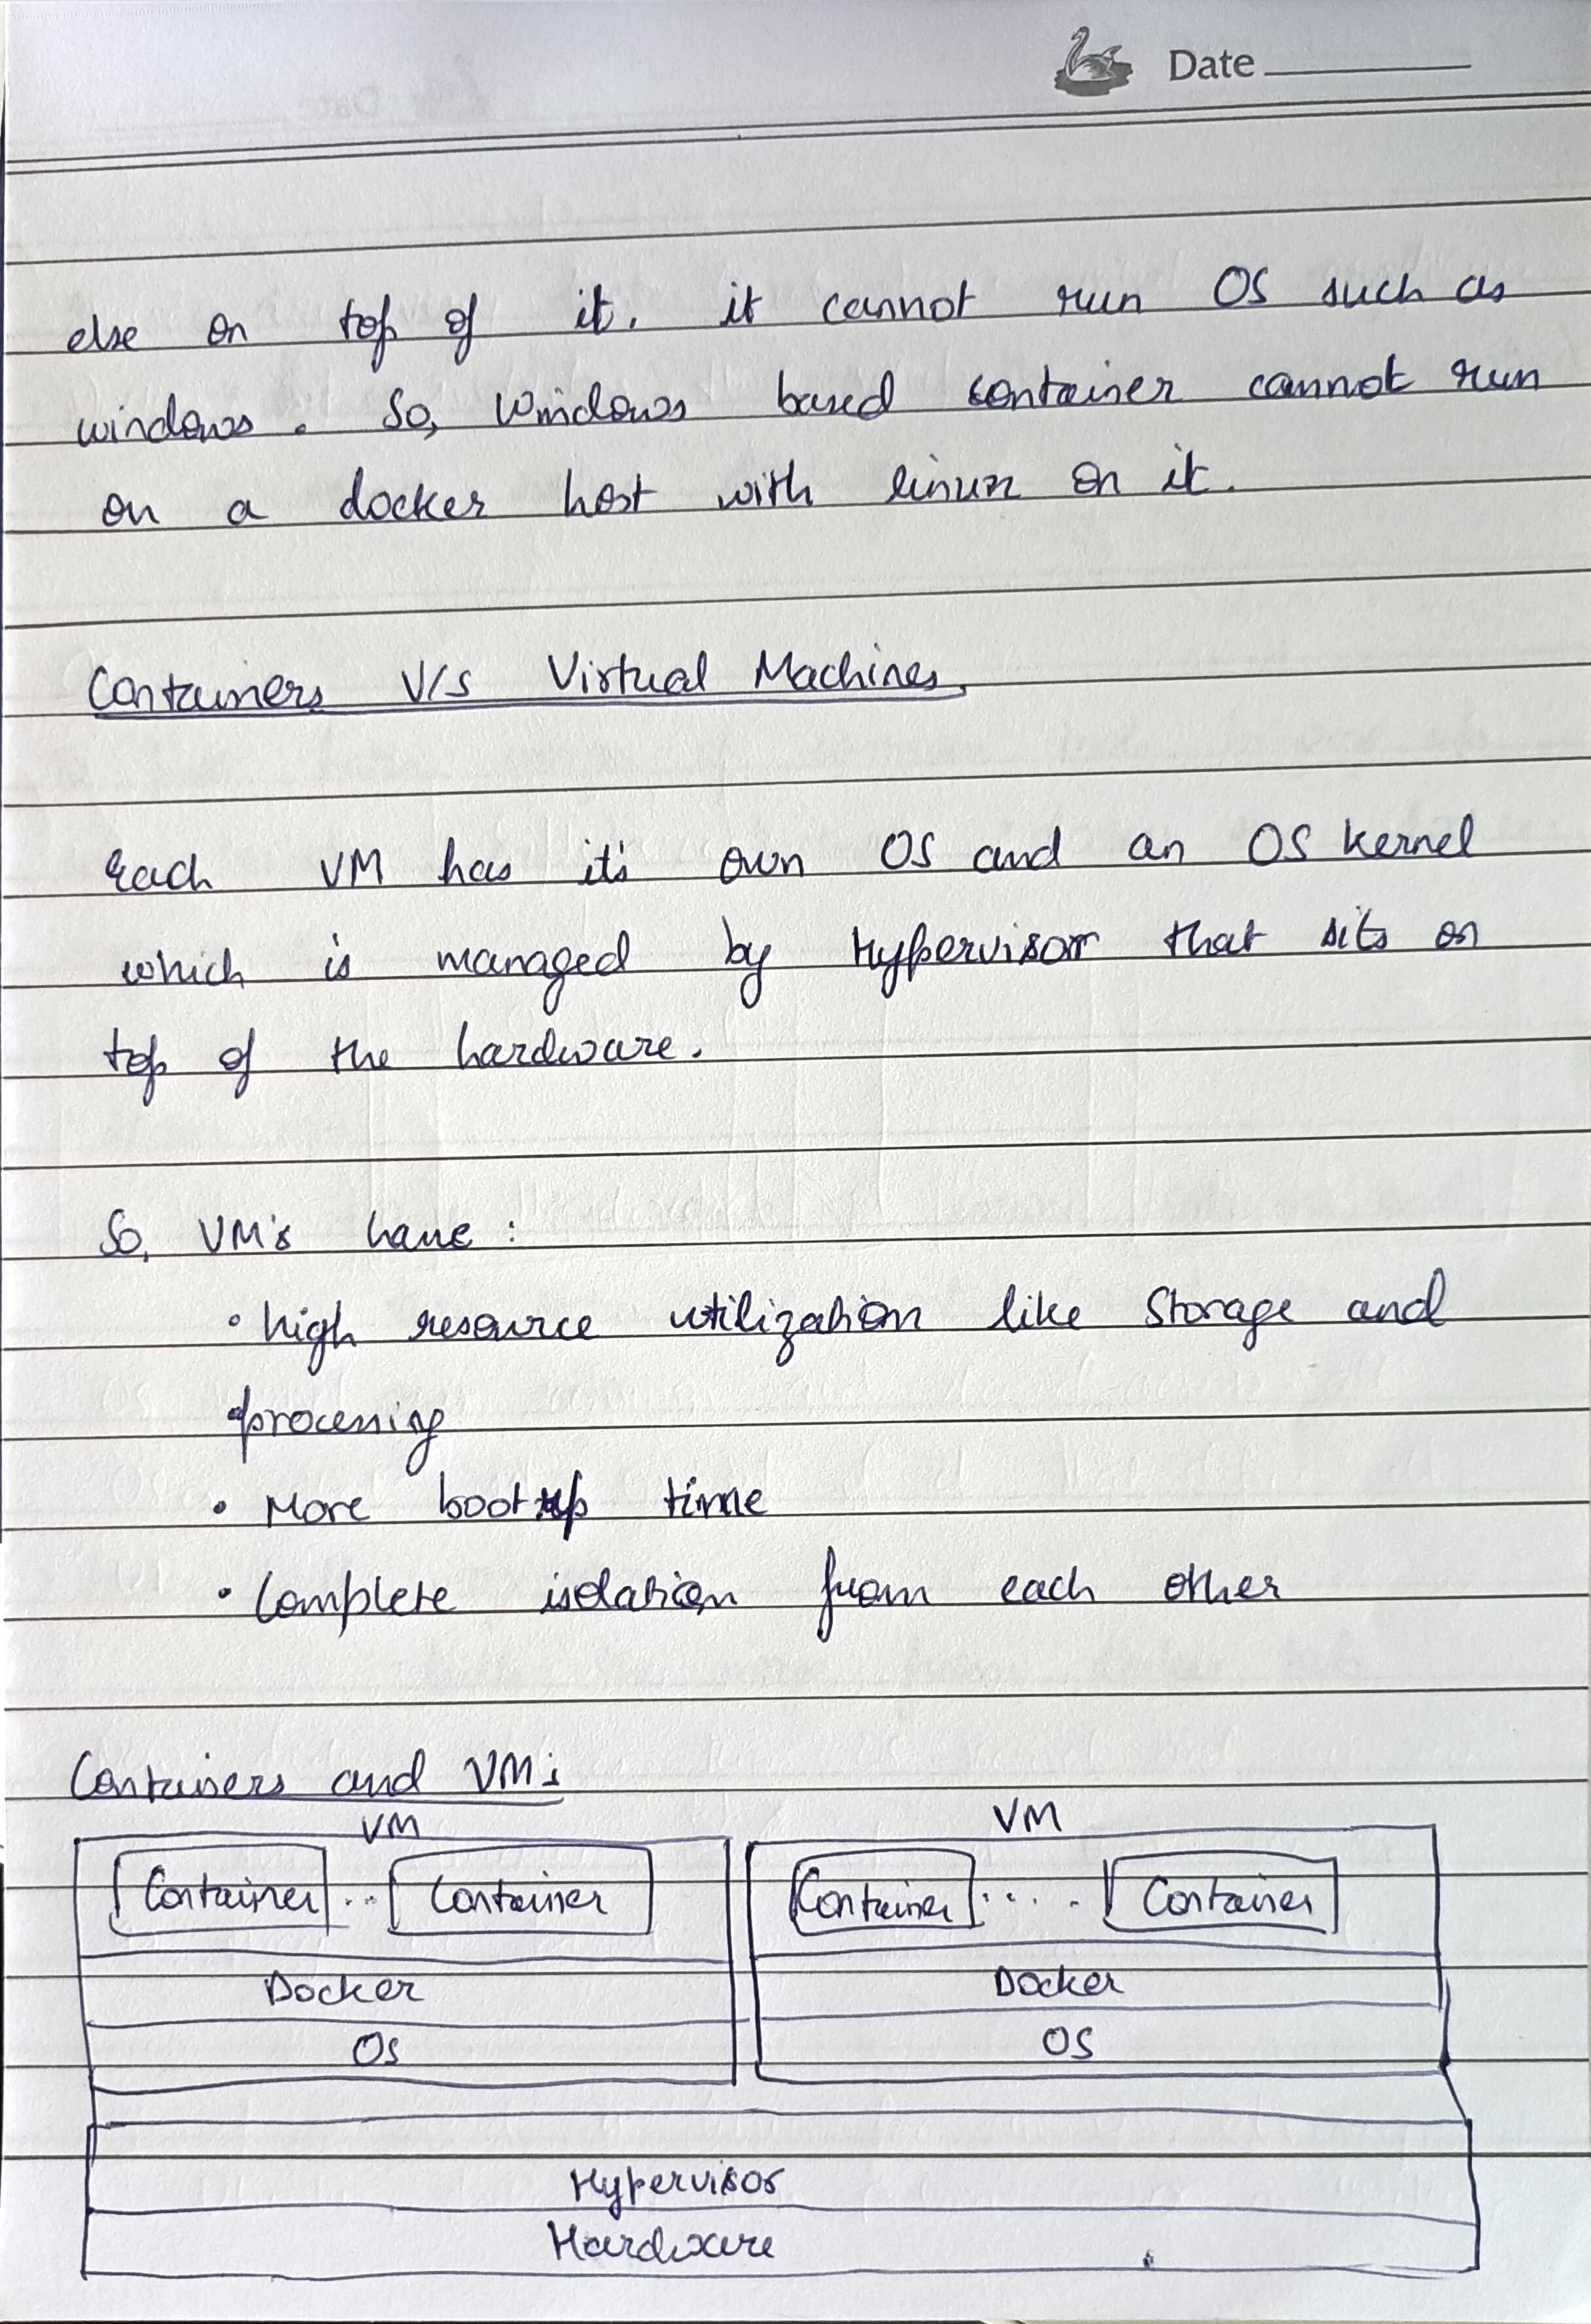 Date
else on top of it. it cannot run OS such as
windows. So, Windows based container cannot run
on a docker host with linux on it.
Containers V/S Virtual Machines
Each VM has it's own OS and an OS kernel
which is managed by Hypervisor that sits on
top of the hardware.
So, VM's have :
• high resource utilization like Storage and
processing
• More bootup time
• Complete isolation from each other
Containers and VMs
VM VM
Container .. Container Container .... Container
Docker Docker
OS OS
Hypervisor
Hardware